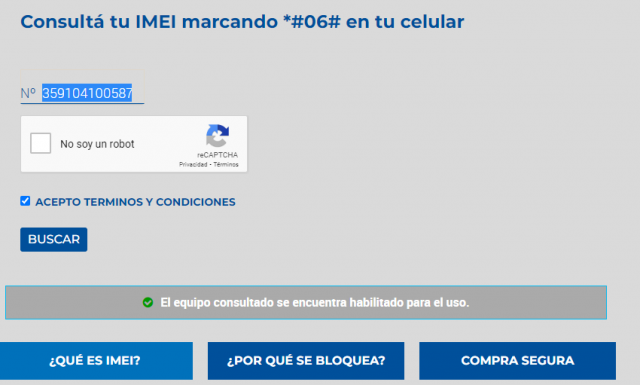 Consultá tu IMEI marcando *#06# en tu celular
Nº 359104100587
No soy un robot
reCAPTCHA
Privacidad - Términos
ACEPTO TERMINOS Y CONDICIONES
BUSCAR
El equipo consultado se encuentra habilitado para el uso.
¿QUÉ ES IMEI? ¿POR QUÉ SE BLOQUEA? COMPRA SEGURA